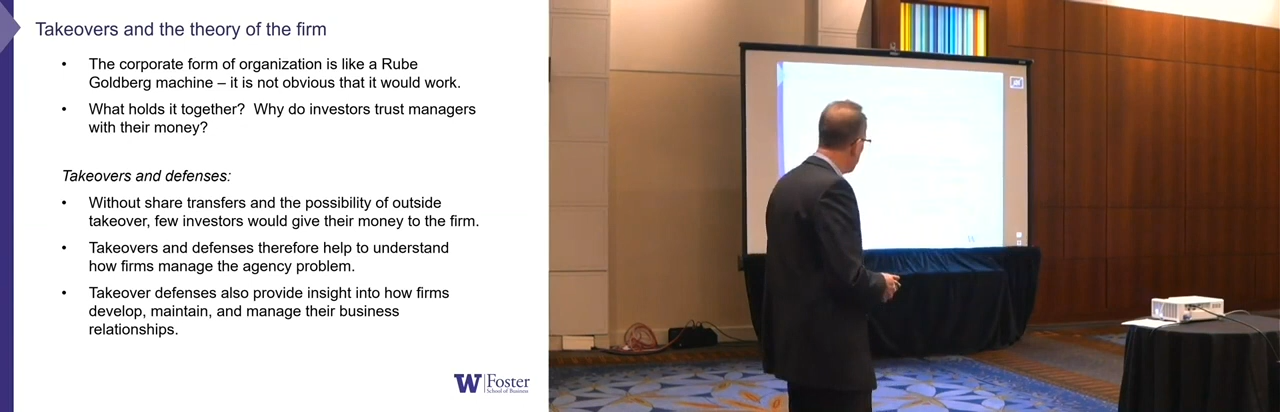 Takeovers and the theory of the firm
• The corporate form of organization is like a Rube
Goldberg machine – it is not obvious that it would work.
• What holds it together? Why do investors trust managers
with their money?
Takeovers and defenses:
• Without share transfers and the possibility of outside
takeover, few investors would give their money to the firm.
• Takeovers and defenses therefore help to understand
how firms manage the agency problem.
• Takeover defenses also provide insight into how firms
develop, maintain, and manage their business
relationships.
W Foster
School of Business